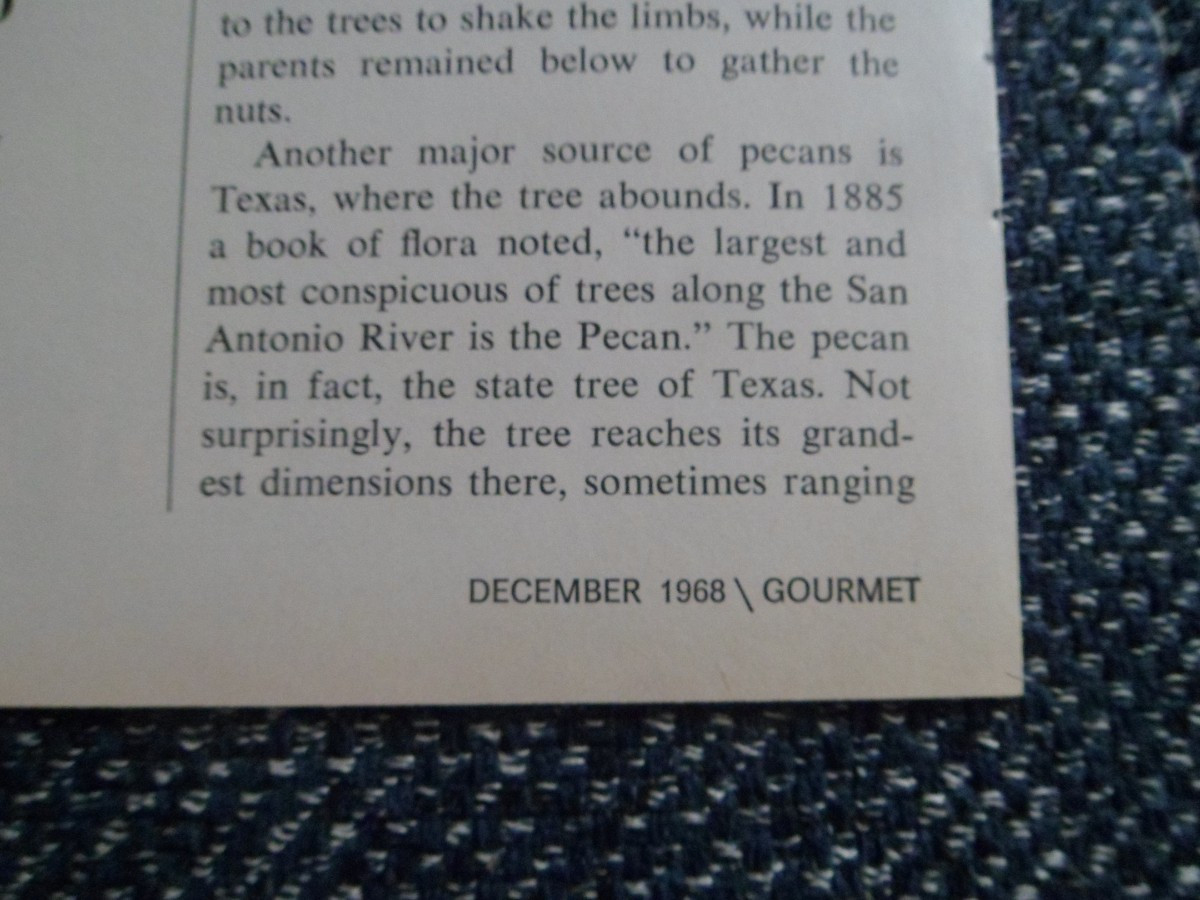 to the trees to shake the limbs, while the
parents remained below to gather the
nuts.
Another major source of pecans is
Texas, where the tree abounds. In 1885
a book of flora noted, “the largest and
most conspicuous of trees along the San
Antonio River is the Pecan.” The pecan
is, in fact, the state tree of Texas. Not
surprisingly, the tree reaches its grand-
est dimensions there, sometimes ranging
DECEMBER 1968 \ GOURMET